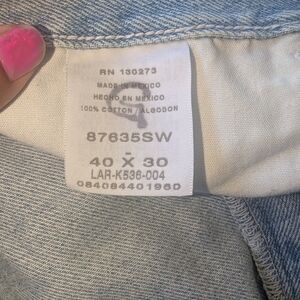 RN 130273
MADE IN MEXICO
HECHO EN MEXICO
100% COTTON / ALGODON
87635SW
-
40 X 30
LAR-K536-004
084084401960